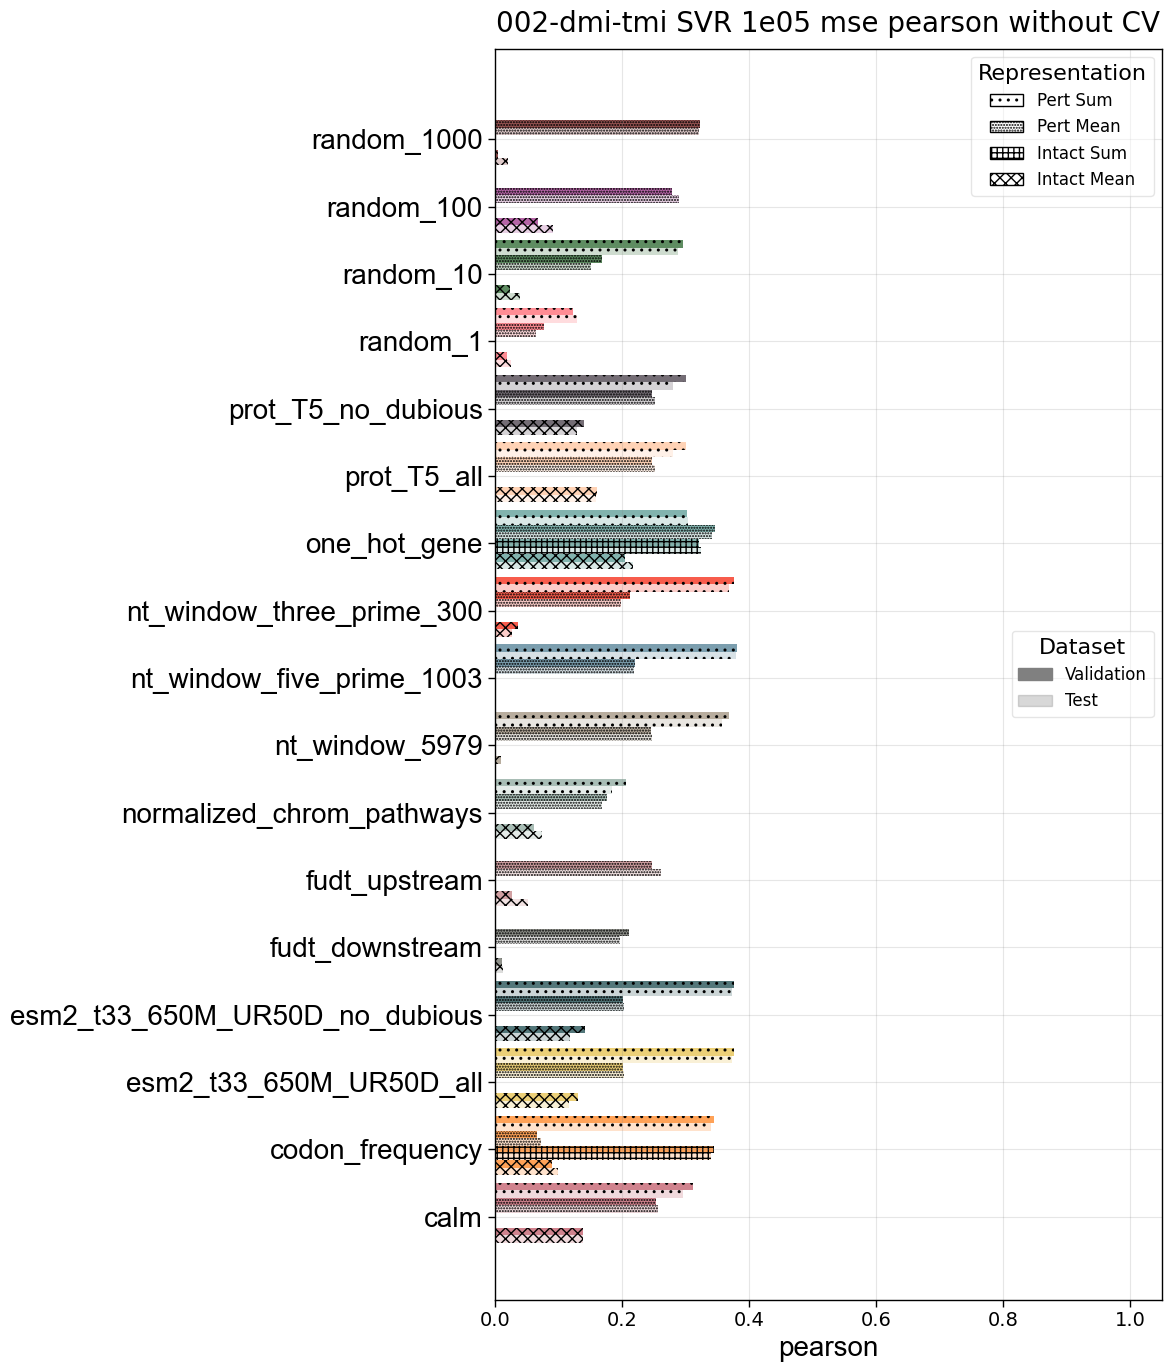 002-dmi-tmi SVR 1e05 mse pearson without CV
Representation
Pert Sum
Pert Mean
Intact Sum
Intact Mean
random_1000
random_100
random_10
random_1
prot_T5_no_dubious
prot_T5_all
one_hot_gene
nt_window_three_prime_300
nt_window_five_prime_1003
nt_window_5979
normalized_chrom_pathways
fudt_upstream
fudt_downstream
esm2_t33_650M_UR50D_no_dubious
esm2_t33_650M_UR50D_all
codon_frequency
calm
Dataset
Validation
Test
0.0 0.2 0.4 0.6 0.8 1.0
pearson